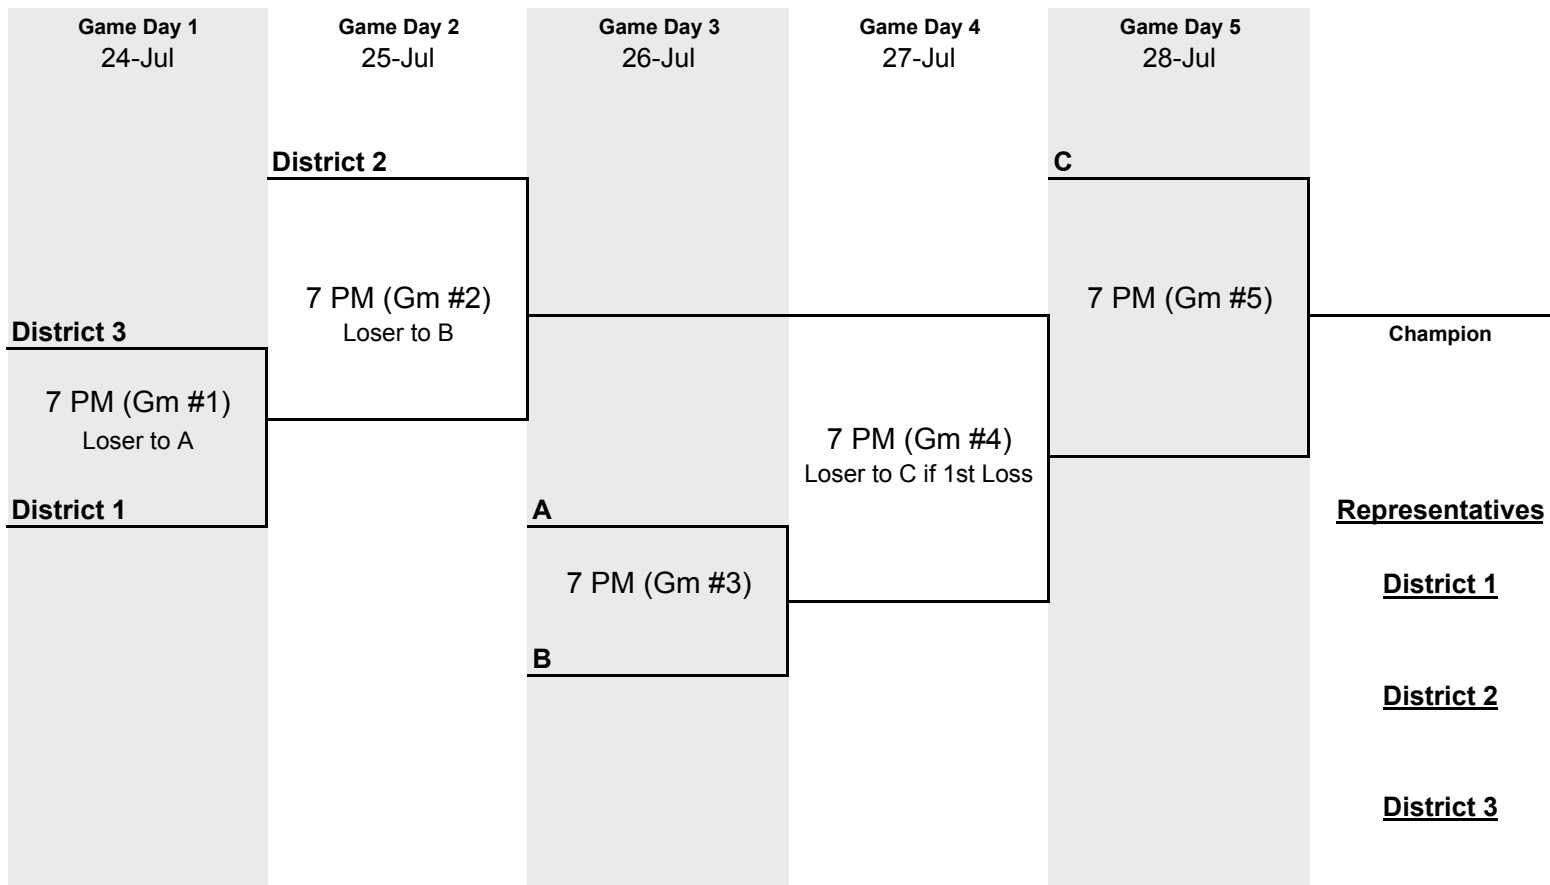 Game Day 1
24-Jul
Game Day 2
25-Jul
Game Day 3
26-Jul
Game Day 4
27-Jul
Game Day 5
28-Jul
District 2
C
7 PM (Gm #2)
Loser to B
7 PM (Gm #5)
District 3
Champion
7 PM (Gm #1)
Loser to A
7 PM (Gm #4)
Loser to C if 1st Loss
District 1
A
Representatives
7 PM (Gm #3)
District 1
B
District 2
District 3